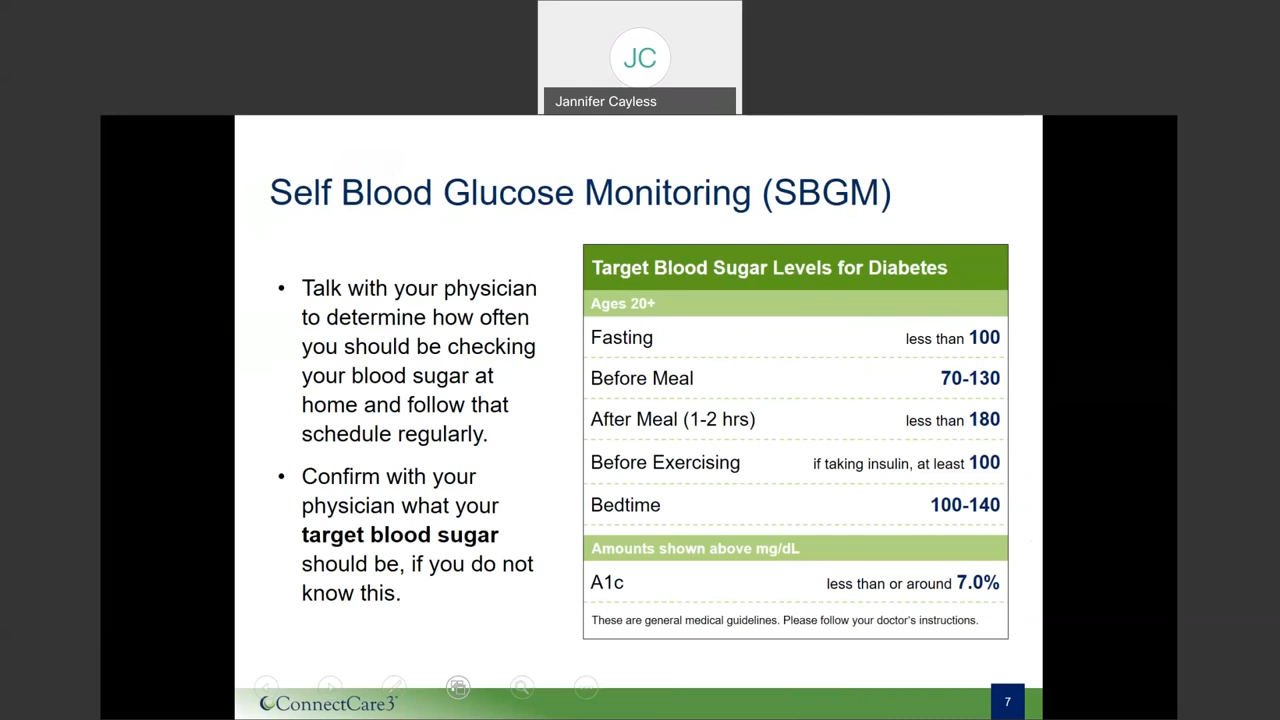 JC
Jannifer Cayless
Self Blood Glucose Monitoring (SBGM)
• Talk with your physician
to determine how often
you should be checking
your blood sugar at
home and follow that
schedule regularly.
• Confirm with your
physician what your
target blood sugar
should be, if you do not
know this.
Target Blood Sugar Levels for Diabetes
Ages 20+
Fasting less than 100
Before Meal 70-130
After Meal (1-2 hrs) less than 180
Before Exercising if taking insulin, at least 100
Bedtime 100-140
Amounts shown above mg/dL
A1c less than or around 7.0%
These are general medical guidelines. Please follow your doctor's instructions.
ConnectCare3
7